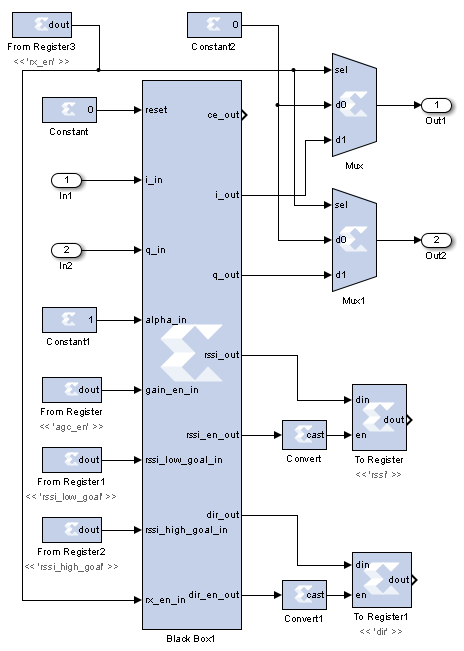 dout
From Register3
<< 'rx_en' >>
0
Constant2
sel
d0
d1
Mux
1
Out1
0
Constant
reset
ce_out
1
In1
i_in
i_out
sel
d0
d1
Mux1
2
Out2
2
In2
q_in
q_out
1
Constant1
alpha_in
rssi_out
dout
From Register
<< 'agc_en' >>
gain_en_in
din
en
dout
To Register
<< 'rssi' >>
rssi_en_out
cast
Convert
dout
From Register1
<< 'rssi_low_goal' >>
rssi_low_goal_in
dir_out
dout
From Register2
<< 'rssi_high_goal' >>
rssi_high_goal_in
din
en
dout
To Register1
<< 'dir' >>
rx_en_in
dir_en_out
cast
Convert1
Black Box1